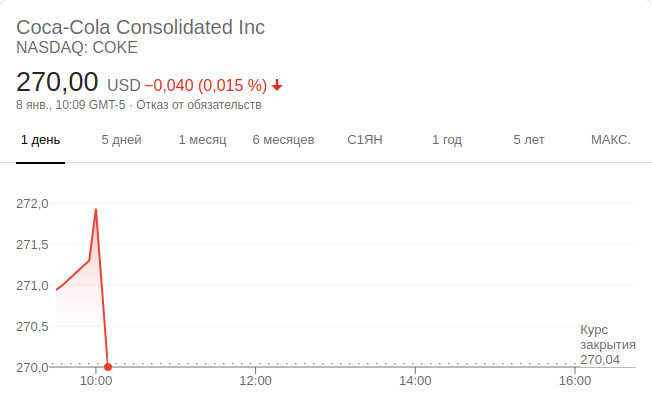 Coca-Cola Consolidated Inc
NASDAQ: COKE
270,00 USD −0,040 (0,015 %)
8 янв., 10:09 GMT-5 · Отказ от обязательств
1 день 5 дней 1 месяц 6 месяцев С1ЯН 1 год 5 лет МАКС.
272,0
271,5
271,0
270,5
270,0
Курс
закрытия
270,04
10:00 12:00 14:00 16:00